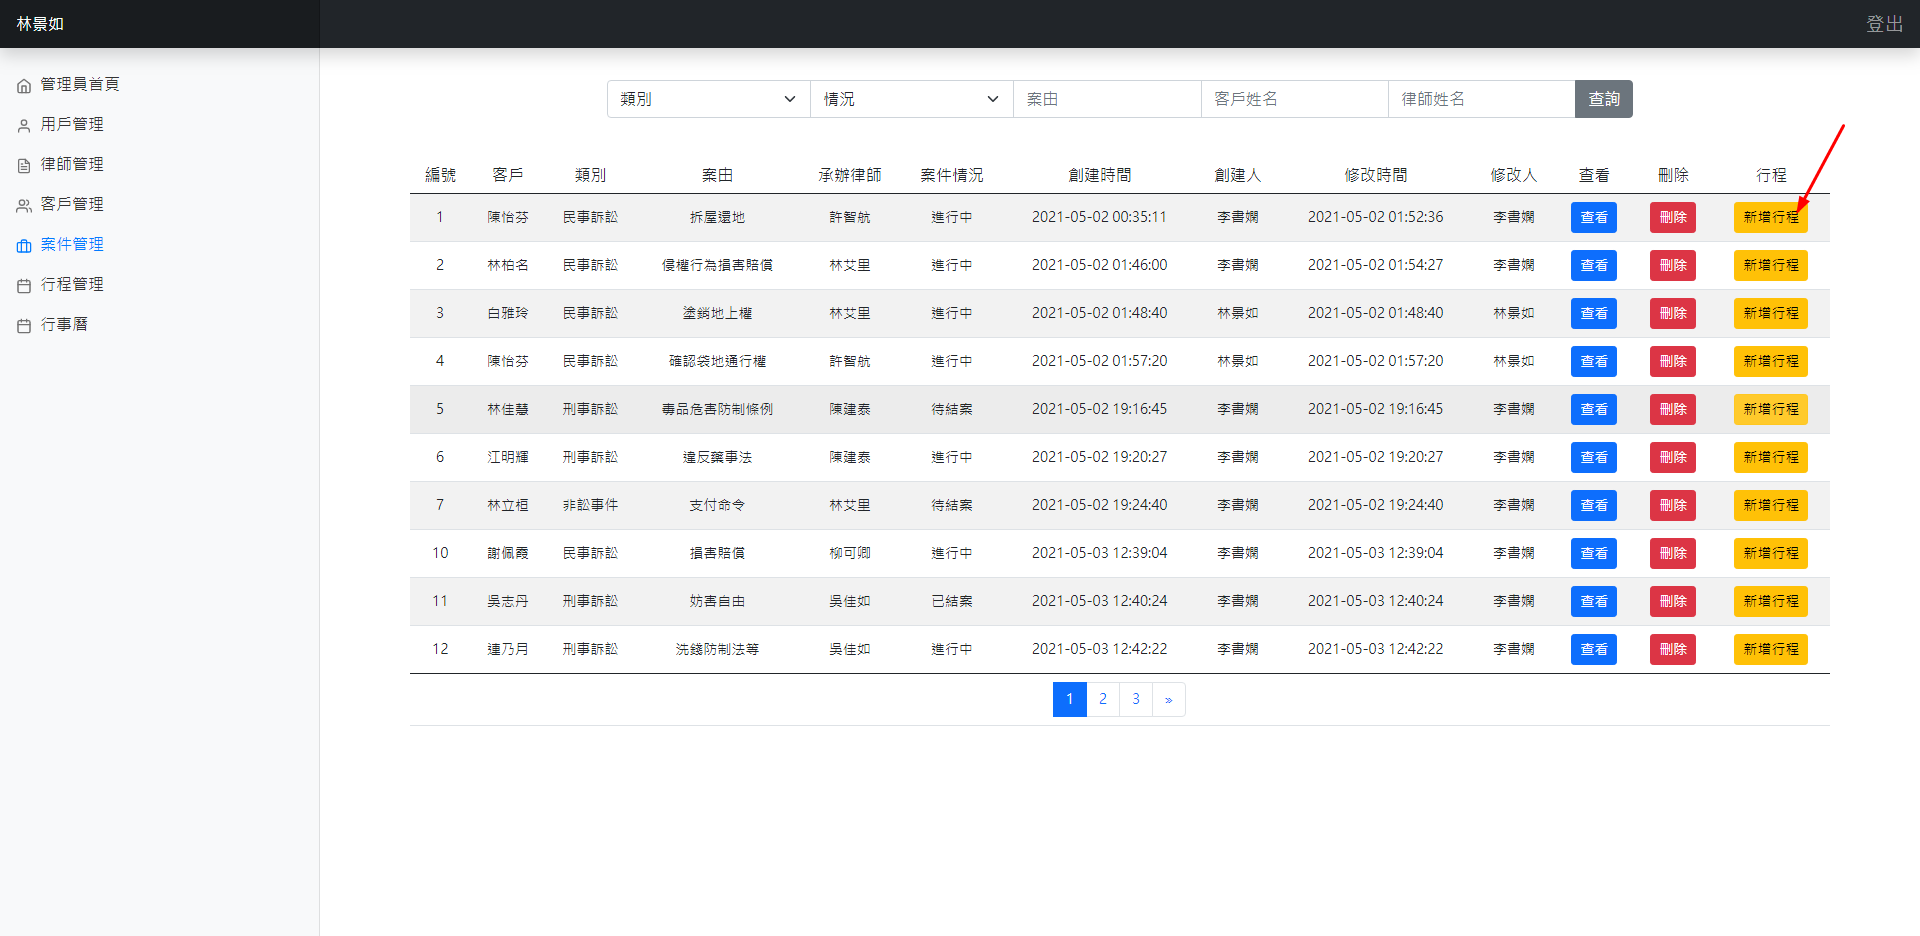 林景如
登出
管理員首頁
用戶管理
律師管理
客戶管理
案件管理
行程管理
行事曆
類別 情況 案由 客戶姓名 律師姓名 查詢
編號 客戶 類別 案由 承辦律師 案件情況 創建時間 創建人 修改時間 修改人 查看 刪除 行程
1 陳怡芬 民事訴訟 拆屋還地 許智航 進行中 2021-05-02 00:35:11 李書嫻 2021-05-02 01:52:36 李書嫻 查看 刪除 新增行程
2 林柏名 民事訴訟 侵權行為損害賠償 林艾里 進行中 2021-05-02 01:46:00 李書嫻 2021-05-02 01:54:27 李書嫻 查看 刪除 新增行程
3 白雅玲 民事訴訟 塗銷地上權 林艾里 進行中 2021-05-02 01:48:40 林景如 2021-05-02 01:48:40 林景如 查看 刪除 新增行程
4 陳怡芬 民事訴訟 確認袋地通行權 許智航 進行中 2021-05-02 01:57:20 林景如 2021-05-02 01:57:20 林景如 查看 刪除 新增行程
5 林佳慧 刑事訴訟 毒品危害防制條例 陳建泰 待結案 2021-05-02 19:16:45 李書嫻 2021-05-02 19:16:45 李書嫻 查看 刪除 新增行程
6 江明輝 刑事訴訟 違反藥事法 陳建泰 進行中 2021-05-02 19:20:27 李書嫻 2021-05-02 19:20:27 李書嫻 查看 刪除 新增行程
7 林立桓 非訟事件 支付命令 林艾里 待結案 2021-05-02 19:24:40 李書嫻 2021-05-02 19:24:40 李書嫻 查看 刪除 新增行程
10 謝佩霞 民事訴訟 損害賠償 柳可卿 進行中 2021-05-03 12:39:04 李書嫻 2021-05-03 12:39:04 李書嫻 查看 刪除 新增行程
11 吳志丹 刑事訴訟 妨害自由 吳佳如 已結案 2021-05-03 12:40:24 李書嫻 2021-05-03 12:40:24 李書嫻 查看 刪除 新增行程
12 連乃月 刑事訴訟 洗錢防制法等 吳佳如 進行中 2021-05-03 12:42:22 李書嫻 2021-05-03 12:42:22 李書嫻 查看 刪除 新增行程
1 2 3 »